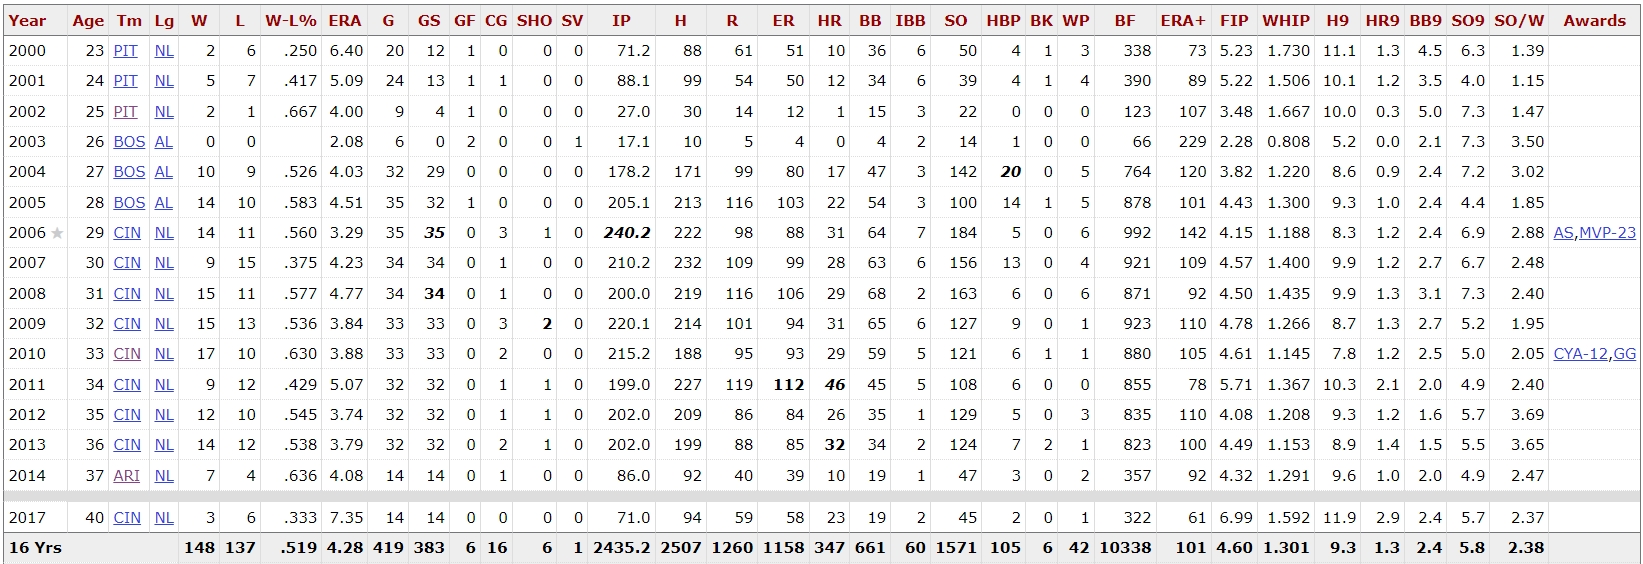 Year Age Tm Lg W L W-L% ERA G GS GF CG SHO SV IP H R ER HR BB IBB SO HBP BK WP BF ERA+ FIP WHIP H9 HR9 BB9 SO9 SO/W Awards
2000 23 PIT NL 2 6 .250 6.40 20 12 1 0 0 0 71.2 88 61 51 10 36 6 50 4 1 3 338 73 5.23 1.730 11.1 1.3 4.5 6.3 1.39
2001 24 PIT NL 5 7 .417 5.09 24 13 1 1 0 0 88.1 99 54 50 12 34 6 39 4 1 4 390 89 5.22 1.506 10.1 1.2 3.5 4.0 1.15
2002 25 PIT NL 2 1 .667 4.00 9 4 1 0 0 0 27.0 30 14 12 1 15 3 22 0 0 0 123 107 3.48 1.667 10.0 0.3 5.0 7.3 1.47
2003 26 BOS AL 0 0 2.08 6 0 2 0 0 1 17.1 10 5 4 0 4 2 14 1 0 0 66 229 2.28 0.808 5.2 0.0 2.1 7.3 3.50
2004 27 BOS AL 10 9 .526 4.03 32 29 0 0 0 0 178.2 171 99 80 17 47 3 142 20 0 5 764 120 3.82 1.220 8.6 0.9 2.4 7.2 3.02
2005 28 BOS AL 14 10 .583 4.51 35 32 1 0 0 0 205.1 213 116 103 22 54 3 100 14 1 5 878 101 4.43 1.300 9.3 1.0 2.4 4.4 1.85
2006 ★ 29 CIN NL 14 11 .560 3.29 35 35 0 3 1 0 240.2 222 98 88 31 64 7 184 5 0 6 992 142 4.15 1.188 8.3 1.2 2.4 6.9 2.88 AS,MVP-23
2007 30 CIN NL 9 15 .375 4.23 34 34 0 1 0 0 210.2 232 109 99 28 63 6 156 13 0 4 921 109 4.57 1.400 9.9 1.2 2.7 6.7 2.48
2008 31 CIN NL 15 11 .577 4.77 34 34 0 1 0 0 200.0 219 116 106 29 68 2 163 6 0 6 871 92 4.50 1.435 9.9 1.3 3.1 7.3 2.40
2009 32 CIN NL 15 13 .536 3.84 33 33 0 3 2 0 220.1 214 101 94 31 65 6 127 9 0 1 923 110 4.78 1.266 8.7 1.3 2.7 5.2 1.95
2010 33 CIN NL 17 10 .630 3.88 33 33 0 2 0 0 215.2 188 95 93 29 59 5 121 6 1 1 880 105 4.61 1.145 7.8 1.2 2.5 5.0 2.05 CYA-12,GG
2011 34 CIN NL 9 12 .429 5.07 32 32 0 1 1 0 199.0 227 119 112 46 45 5 108 6 0 0 855 78 5.71 1.367 10.3 2.1 2.0 4.9 2.40
2012 35 CIN NL 12 10 .545 3.74 32 32 0 1 1 0 202.0 209 86 84 26 35 1 129 5 0 3 835 110 4.08 1.208 9.3 1.2 1.6 5.7 3.69
2013 36 CIN NL 14 12 .538 3.79 32 32 0 2 1 0 202.0 199 88 85 32 34 2 124 7 2 1 823 100 4.49 1.153 8.9 1.4 1.5 5.5 3.65
2014 37 ARI NL 7 4 .636 4.08 14 14 0 1 0 0 86.0 92 40 39 10 19 1 47 3 0 2 357 92 4.32 1.291 9.6 1.0 2.0 4.9 2.47
2017 40 CIN NL 3 6 .333 7.35 14 14 0 0 0 0 71.0 94 59 58 23 19 2 45 2 0 1 322 61 6.99 1.592 11.9 2.9 2.4 5.7 2.37
16 Yrs 148 137 .519 4.28 419 383 6 16 6 1 2435.2 2507 1260 1158 347 661 60 1571 105 6 42 10338 101 4.60 1.301 9.3 1.3 2.4 5.8 2.38